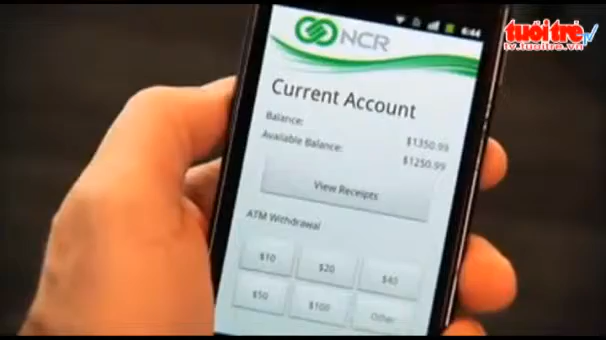 6:44
tuổi trẻ tv
tv.tuoitre.vn
NCR
Current Account
Balance: $1350.99
Available Balance: $1250.99
View Receipts
ATM Withdrawal
$10 $20 $40
$50 $100 Other